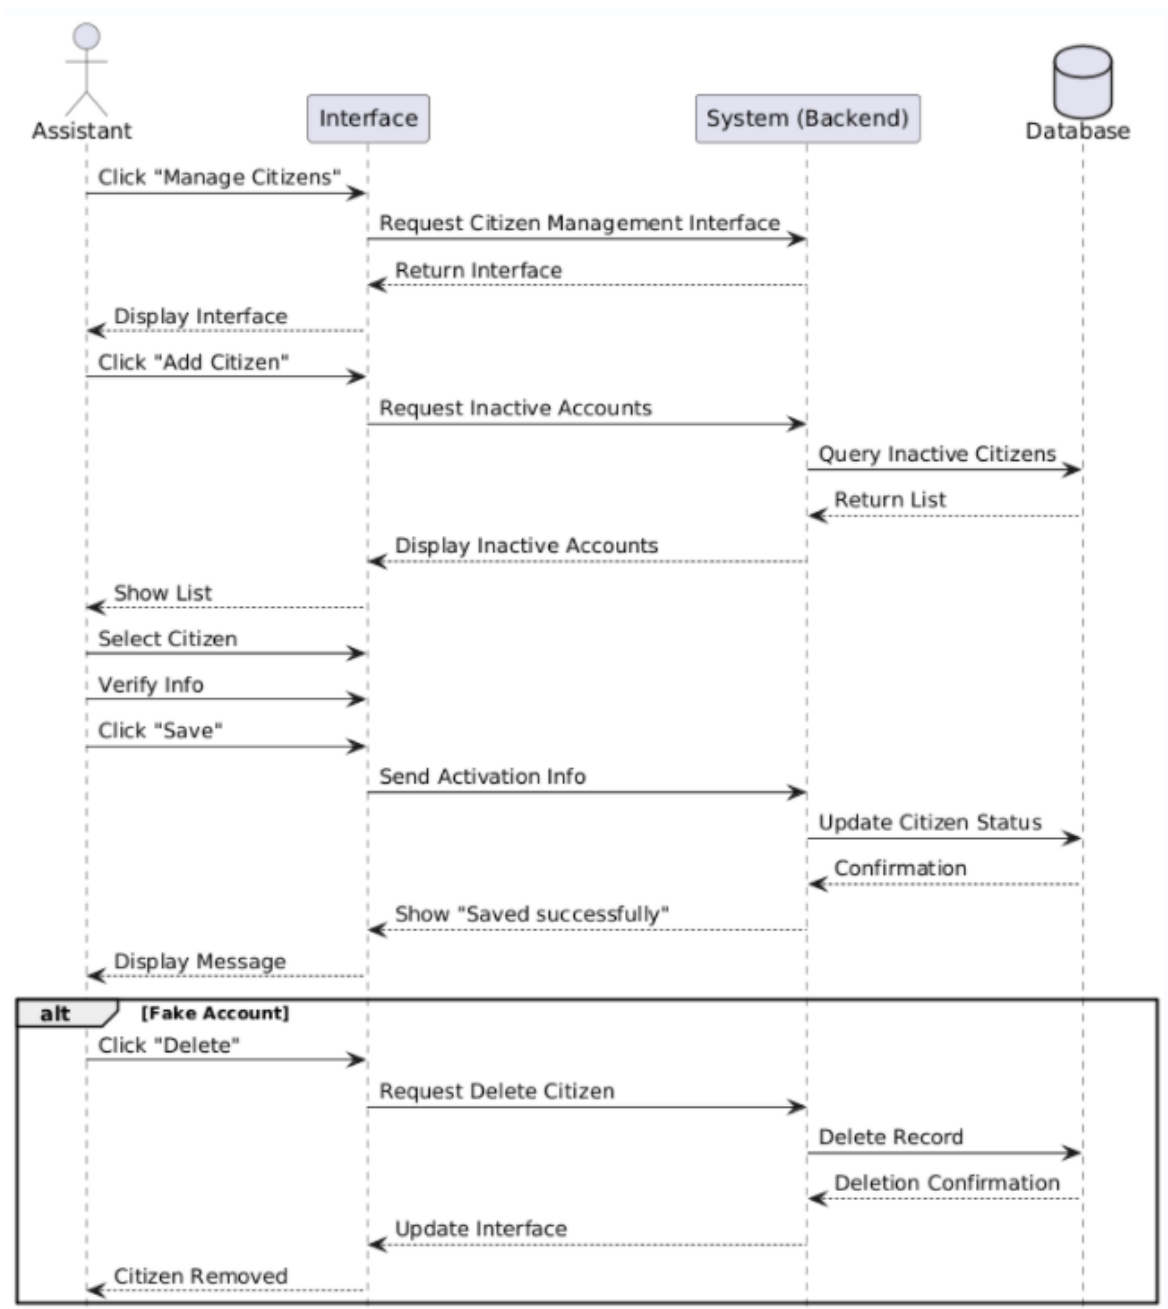 Assistant
Interface
System (Backend)
Database
Click "Manage Citizens"
Request Citizen Management Interface
Return Interface
Display Interface
Click "Add Citizen"
Request Inactive Accounts
Query Inactive Citizens
Return List
Display Inactive Accounts
Show List
Select Citizen
Verify Info
Click "Save"
Send Activation Info
Update Citizen Status
Confirmation
Show "Saved successfully"
Display Message
alt [Fake Account]
Click "Delete"
Request Delete Citizen
Delete Record
Deletion Confirmation
Update Interface
Citizen Removed